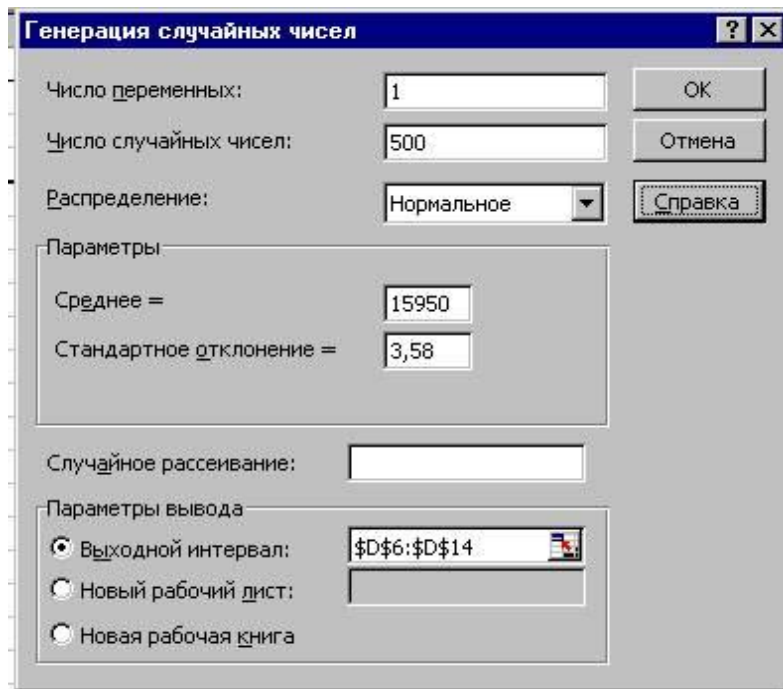 Генерация случайных чисел ? X
Число переменных: 1 OK
Число случайных чисел: 500 Отмена
Распределение: Нормальное Справка
Параметры
Среднее = 15950
Стандартное отклонение = 3,58
Случайное рассеивание:
Параметры вывода
Выходной интервал: $D$6:$D$14
Новый рабочий лист:
Новая рабочая книга